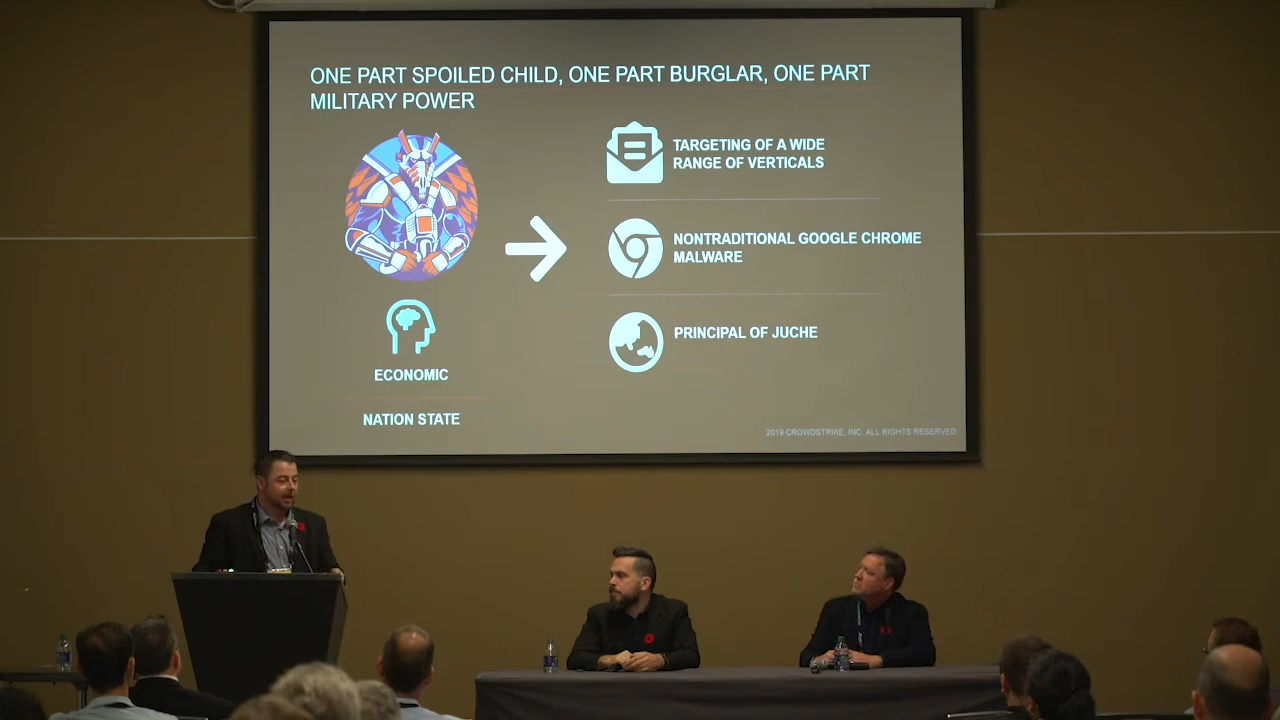 ONE PART SPOILED CHILD, ONE PART BURGLAR, ONE PART
MILITARY POWER
TARGETING OF A WIDE
RANGE OF VERTICALS
NONTRADITIONAL GOOGLE CHROME
MALWARE
PRINCIPAL OF JUCHE
ECONOMIC
NATION STATE
2019 CROWDSTRIKE, INC. ALL RIGHTS RESERVED